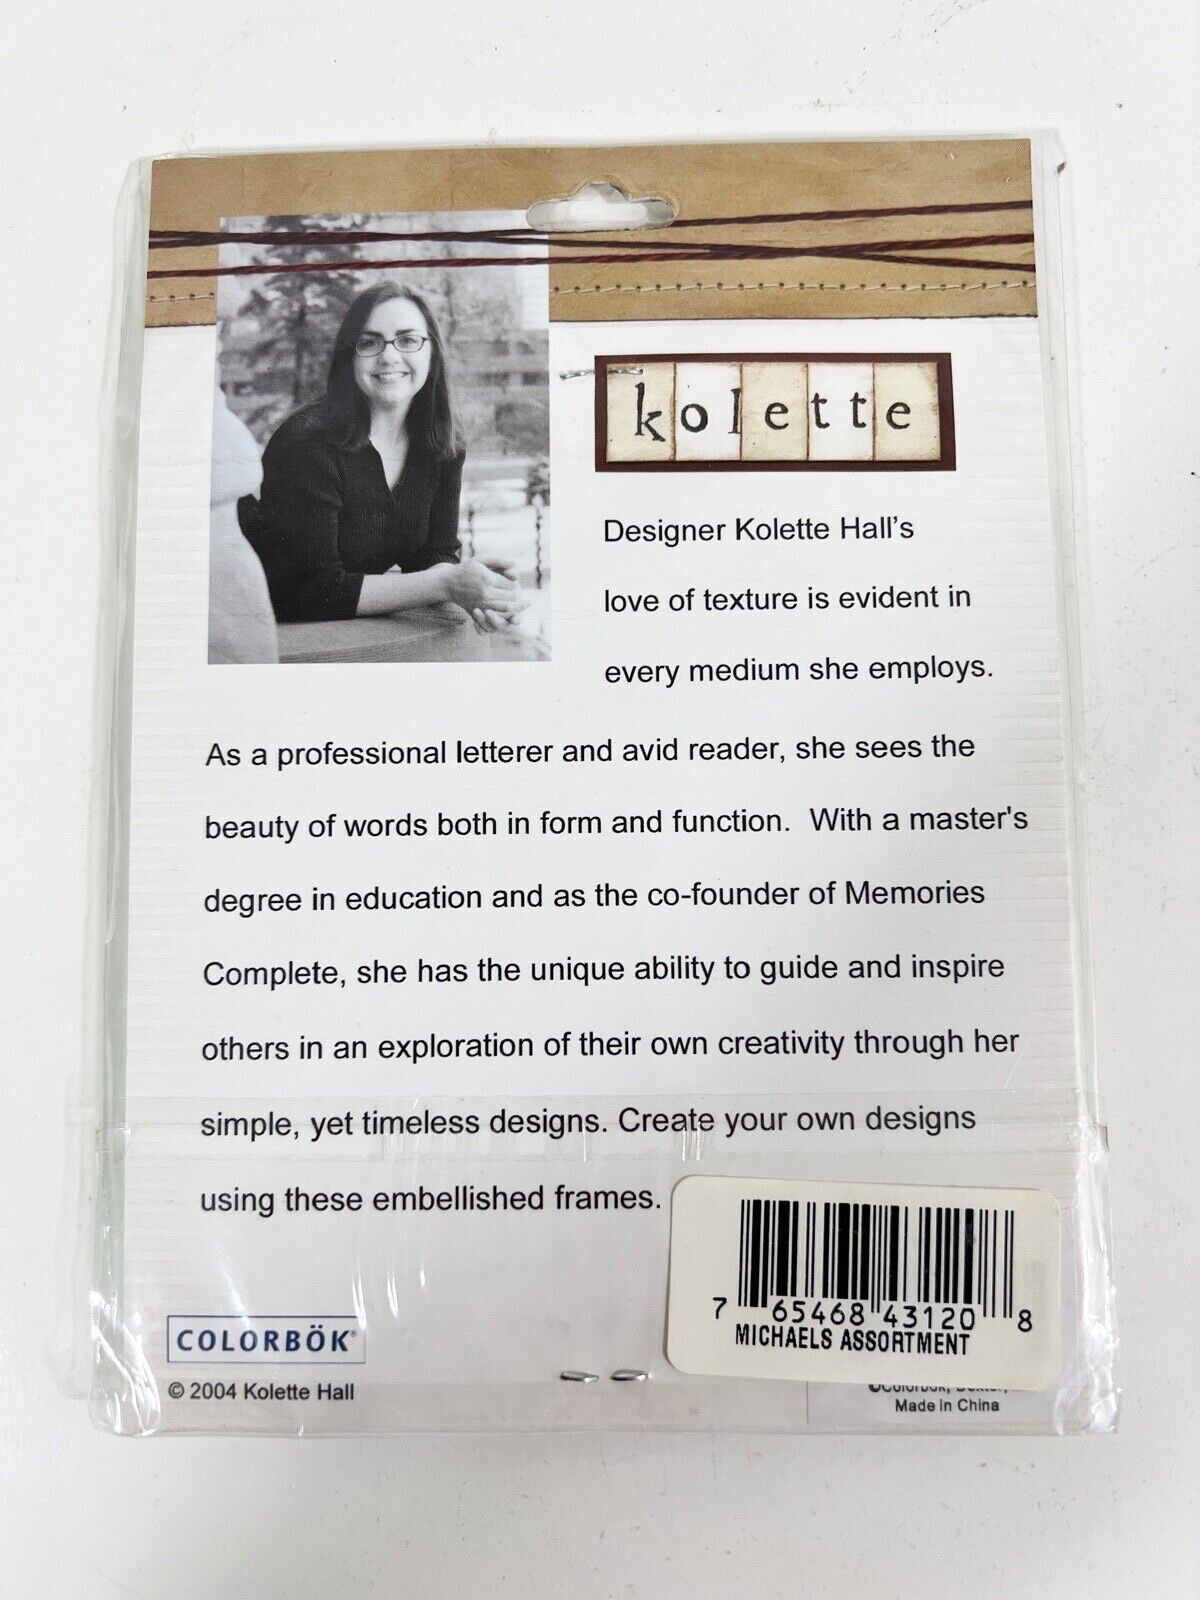 kolette
Designer Kolette Hall's
love of texture is evident in
every medium she employs.
As a professional letterer and avid reader, she sees the
beauty of words both in form and function. With a master's
degree in education and as the co-founder of Memories
Complete, she has the unique ability to guide and inspire
others in an exploration of their own creativity through her
simple, yet timeless designs. Create your own designs
using these embellished frames.
7 65468 43120 8
MICHAELS ASSORTMENT
COLORBÖK®
© 2004 Kolette Hall
Made in China